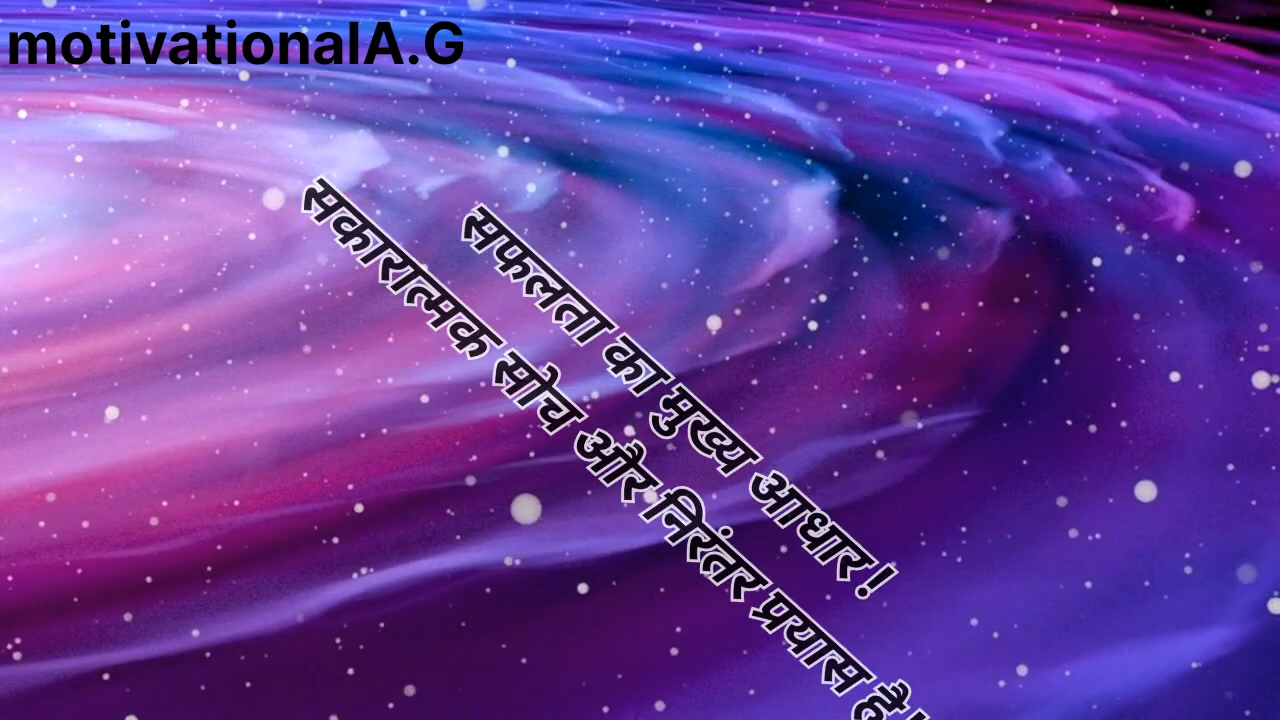 motivationalA.G
सफलता का मुख्य आधार !
सकारात्मक सोच और निरंतर प्रयास है !